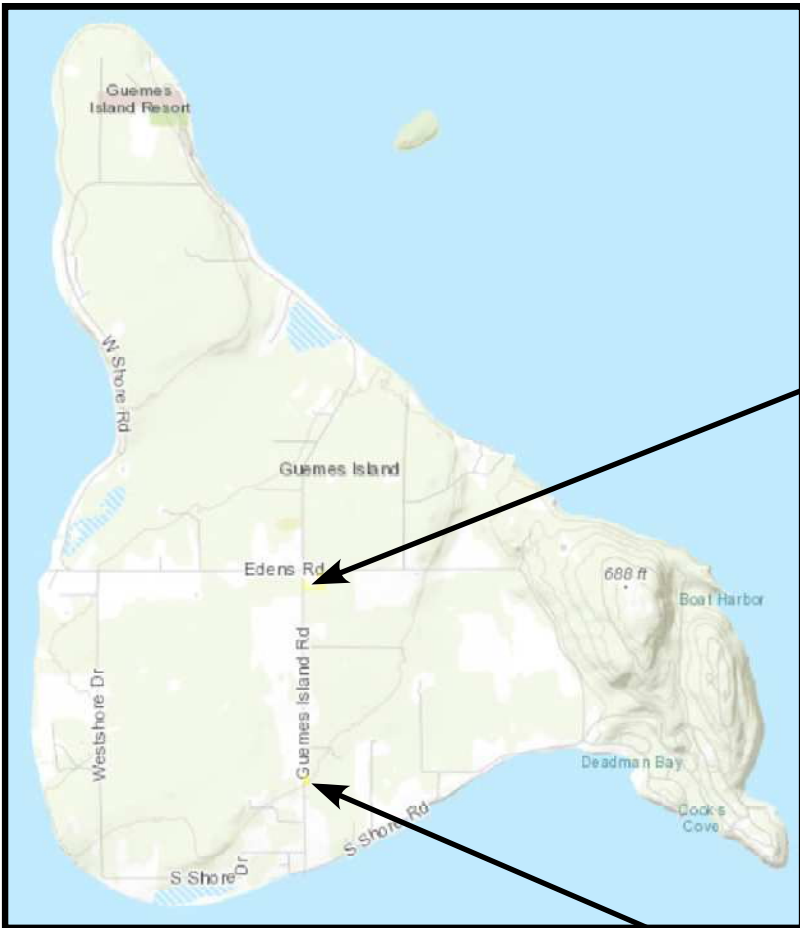 Guemes
Island Resort
W Shore Rd
Guemes Island
Edens Rd
688 ft
Boat Harbor
Guemes Island Rd
Westshore Dr
Deadman Bay
Cook's
Cove
S Shore Rd
S Shore Dr